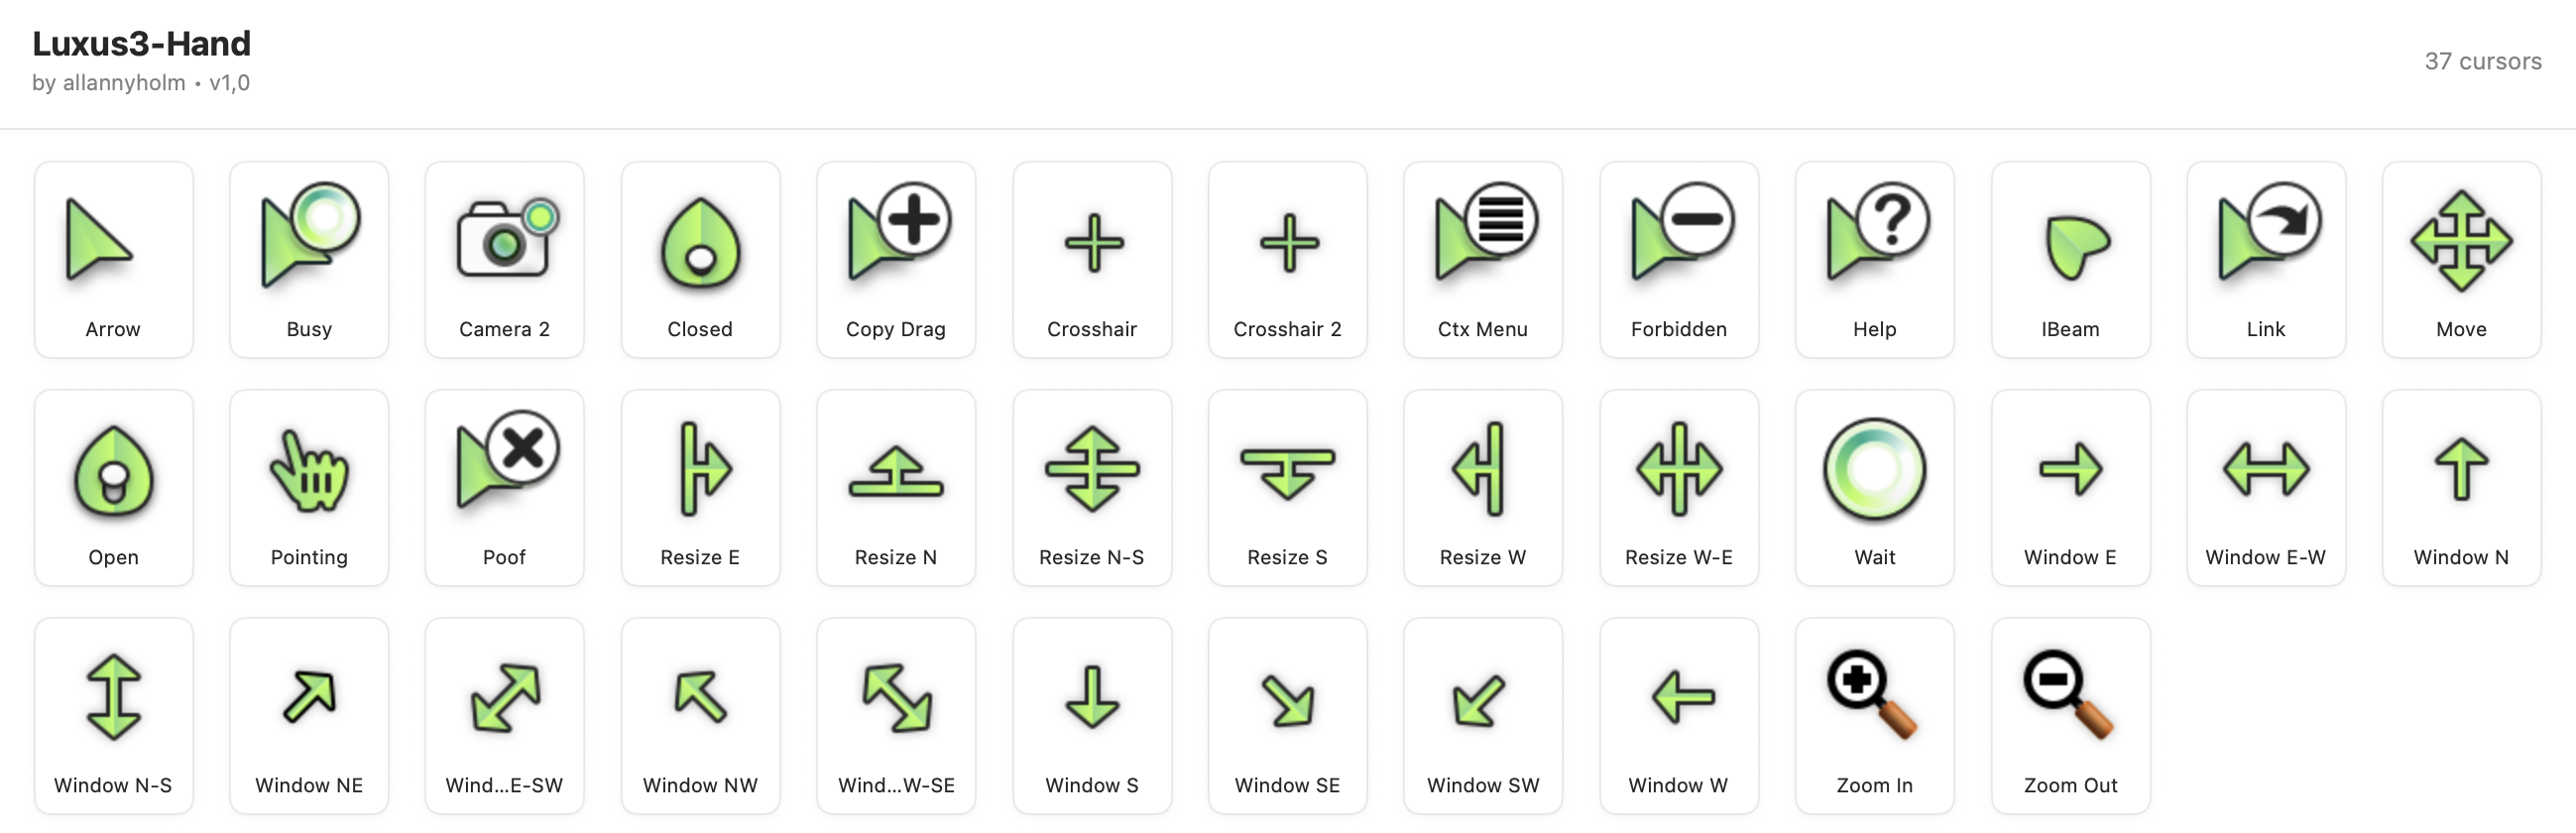 Luxus3-Hand
by allannyholm • v1,0
37 cursors
Arrow
Busy
Camera 2
Closed
Copy Drag
Crosshair
Crosshair 2
Ctx Menu
Forbidden
Help
IBeam
Link
Move
Open
Pointing
Poof
Resize E
Resize N
Resize N-S
Resize S
Resize W
Resize W-E
Wait
Window E
Window E-W
Window N
Window N-S
Window NE
Wind...E-SW
Window NW
Wind...W-SE
Window S
Window SE
Window SW
Window W
Zoom In
Zoom Out